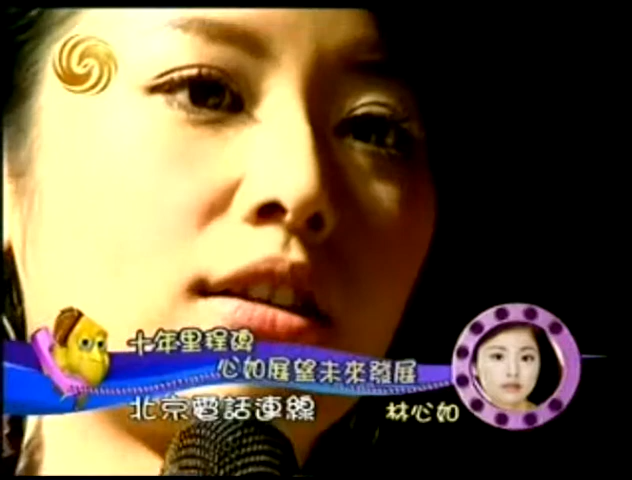 十年里程碑
心如展望未來發展
北京電話連線
林心如